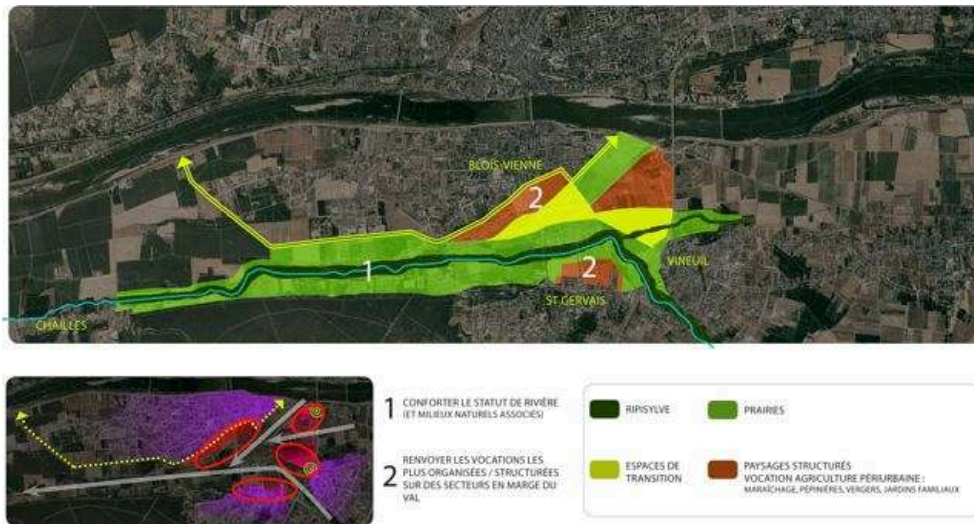 BLOIS-VIENNE
2
1
2
VINEUIL
ST GERVAIS
CHAILLES
1 CONFORTER LE STATUT DE RIVIÈRE
(ET MILIEUX NATURELS ASSOCIÉS)
2 RENVOYER LES VOCATIONS LES
PLUS ORGANISÉES / STRUCTURÉES
SUR DES SECTEURS EN MARGE DU
VAL
RIPISYLVE
PRAIRIES
ESPACES DE
TRANSITION
PAYSAGES STRUCTURÉS
VOCATION AGRICULTURE PÉRIURBAINE :
MARAÎCHAGE, PÉPINIÈRES, VERGERS, JARDINS FAMILIAUX